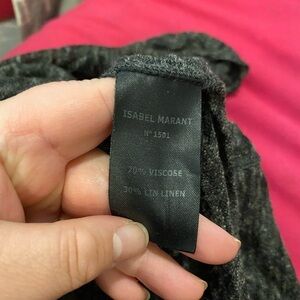 ISABEL MARANT
N° 1501
70% VISCOSE
30% LIN LINEN